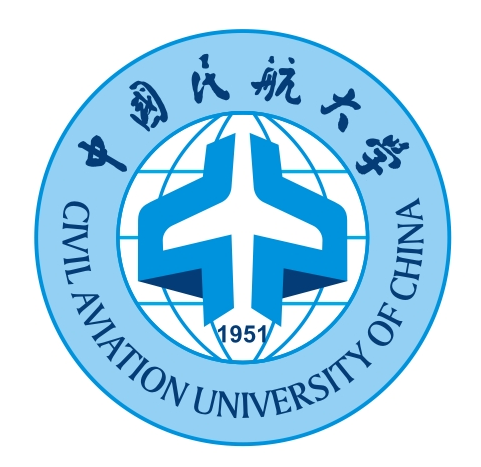 中国民航大学
1951
CIVIL AVIATION UNIVERSITY OF CHINA